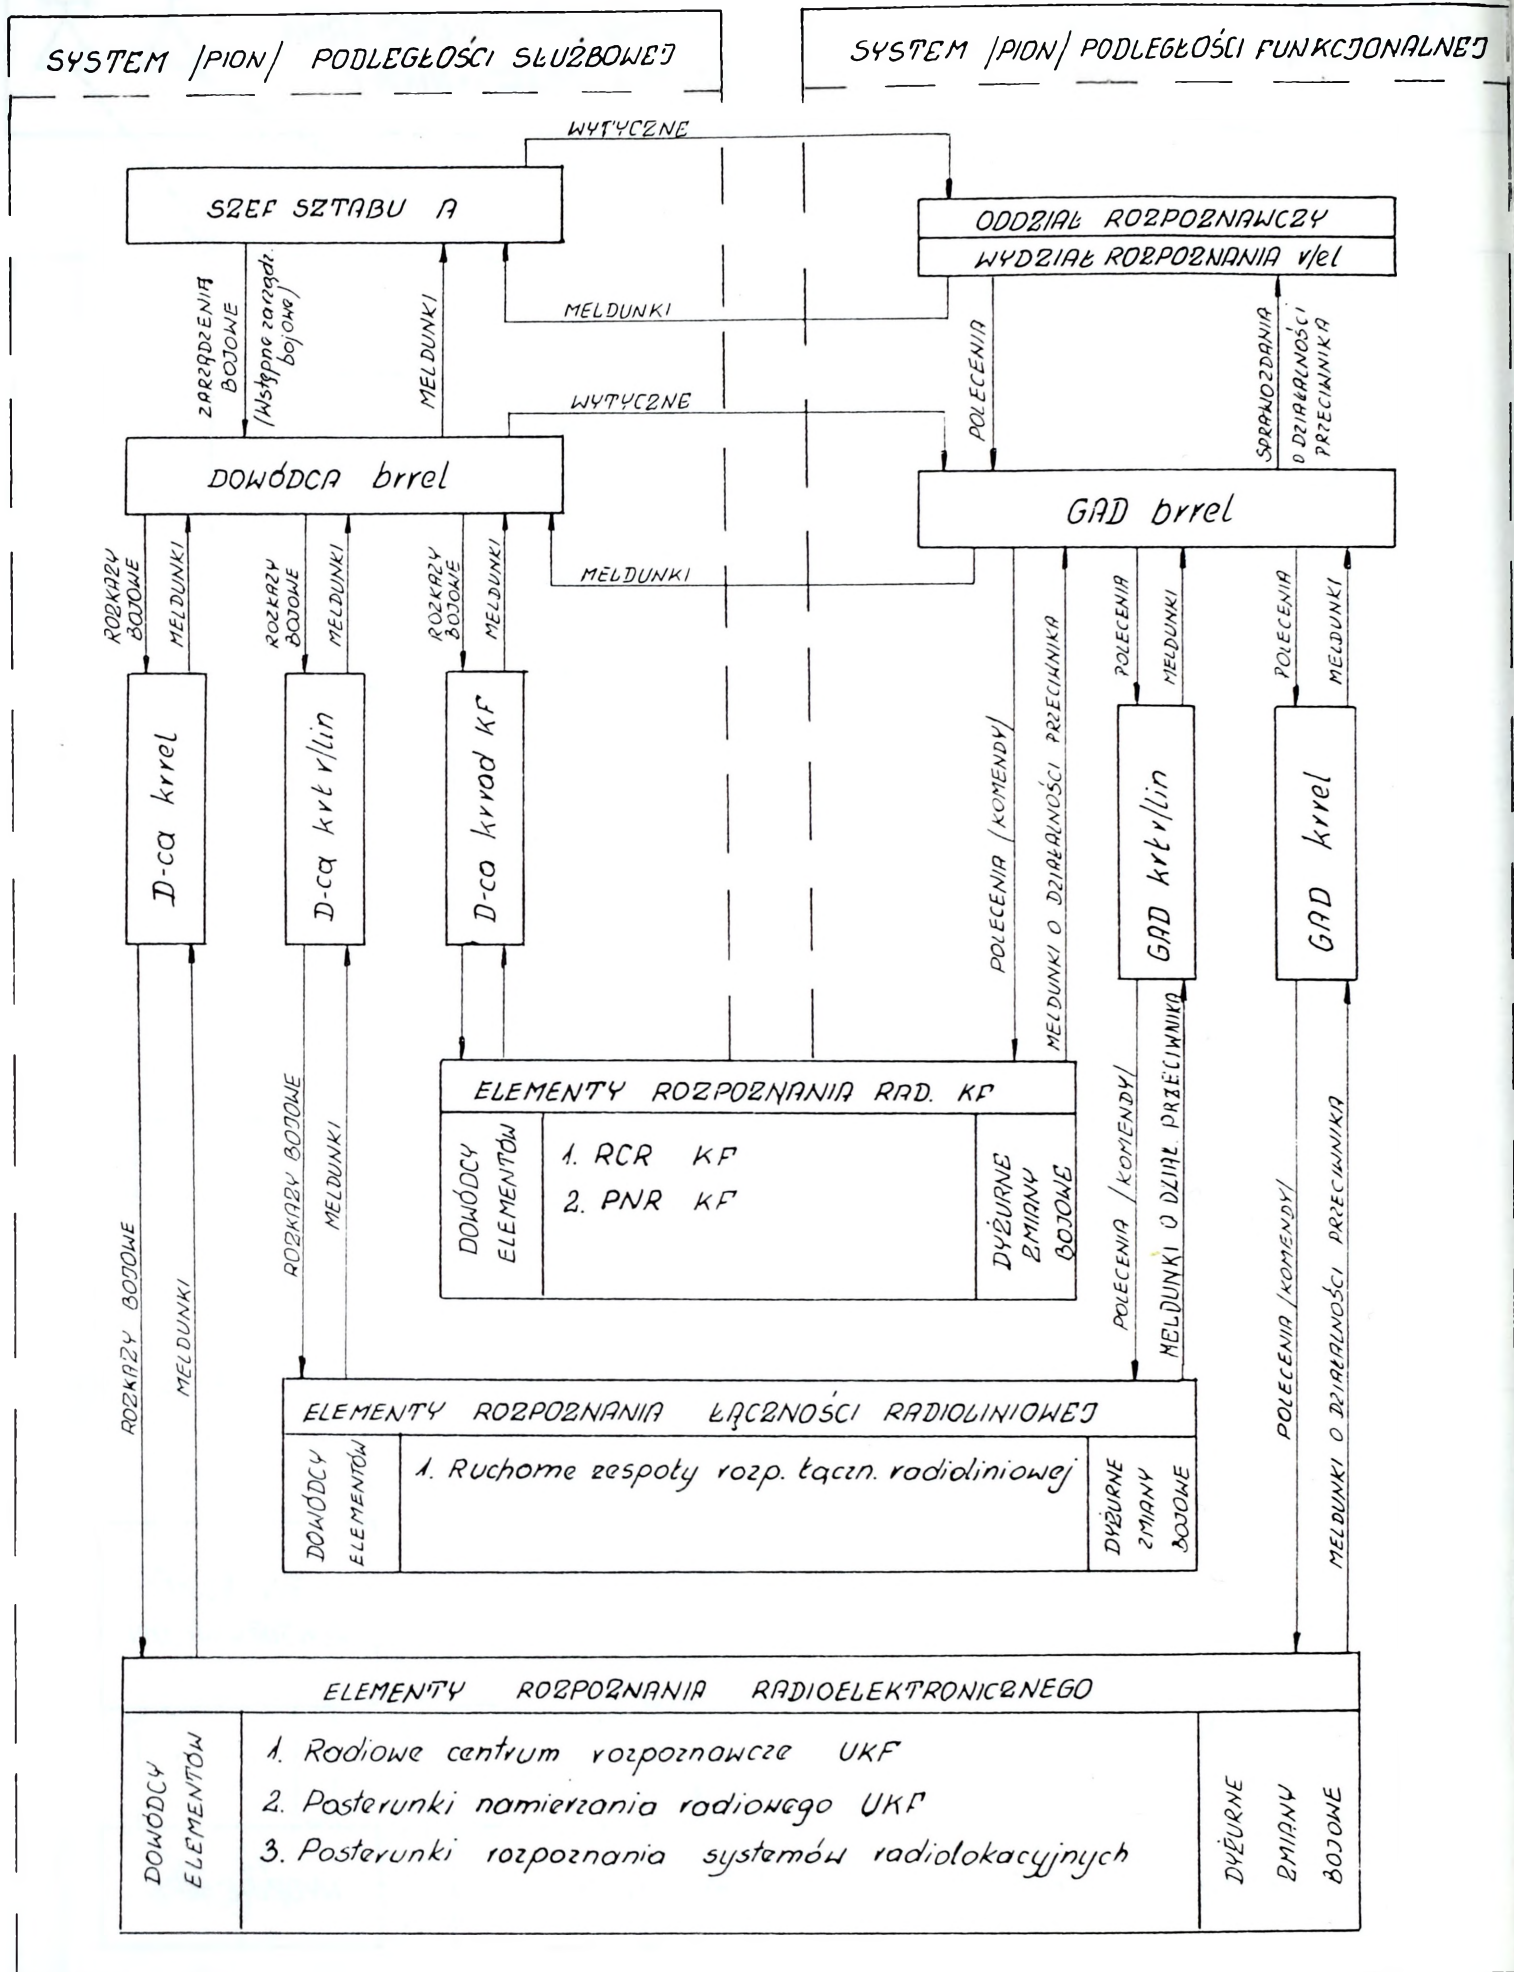 SYSTEM /PION/ PODLEGŁOŚCI SŁUŻBOWEJ
SYSTEM /PION/ PODLEGŁOŚCI FUNKCJONALNEJ
WYTYCZNE
SZEF SZTABU A
ODDZIAŁ ROZPOZNAWCZY
WYDZIAŁ ROZPOZNANIA r/el
ZARZĄDZENIA
BOJOWE
/Wstępne zarządz.
bojowe/
MELDUNKI
MELDUNKI
POLECENIA
SPRAWOZDANIA
O DZIAŁALNOŚCI
PRZECIWNIKA
WYTYCZNE
DOWÓDCA brrel
GAD brrel
MELDUNKI
ROZKAZY
BOJOWE
MELDUNKI
ROZKAZY
BOJOWE
MELDUNKI
ROZKAZY
BOJOWE
MELDUNKI
POLECENIA
MELDUNKI
POLECENIA
MELDUNKI
D-ca krrel
D-ca krł r/lin
D-ca krrad KF
POLECENIA /KOMENDY/
MELDUNKI O DZIAŁALNOŚCI PRZECIWNIKA
GAD krł r/lin
GAD krrel
ELEMENTY ROZPOZNANIA RAD. KF
DOWÓDCY
ELEMENTÓW
1. RCR KF
2. PNR KF
DYŻURNE
ZMIANY
BOJOWE
ROZKAZY BOJOWE
MELDUNKI
POLECENIA /KOMENDY/
MELDUNKI O DZIAŁ. PRZECIWNIKA
ELEMENTY ROZPOZNANIA ŁĄCZNOŚCI RADIOLINIOWEJ
DOWÓDCY
ELEMENTÓW
1. Ruchome zespoły rozp. łączn. radioliniowej
DYŻURNE
ZMIANY
BOJOWE
ROZKAZY BOJOWE
MELDUNKI
POLECENIA /KOMENDY/
MELDUNKI O DZIAŁALNOŚCI PRZECIWNIKA
ELEMENTY ROZPOZNANIA RADIOELEKTRONICZNEGO
DOWÓDCY
ELEMENTÓW
1. Radiowe centrum rozpoznawcze UKF
2. Posterunki namierzania radiowego UKF
3. Posterunki rozpoznania systemów radiolokacyjnych
DYŻURNE
ZMIANY
BOJOWE